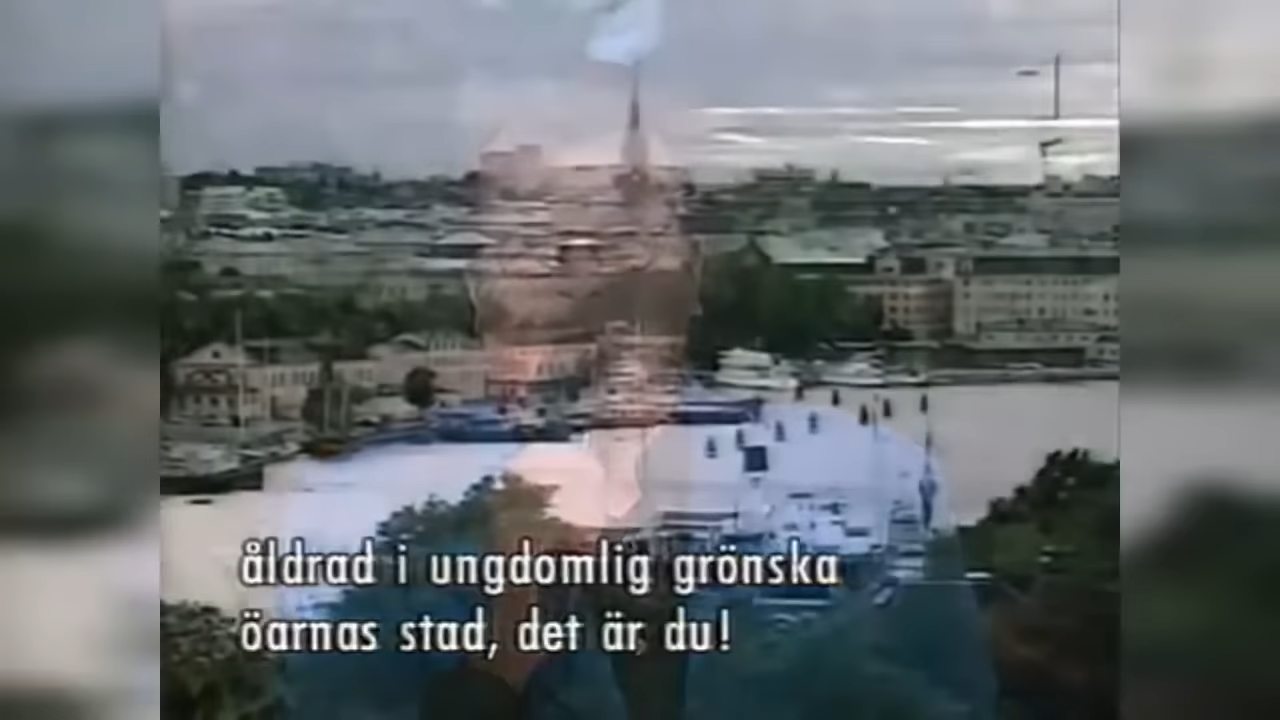 åldrad i ungdomlig grönska
öarnas stad, det är du!